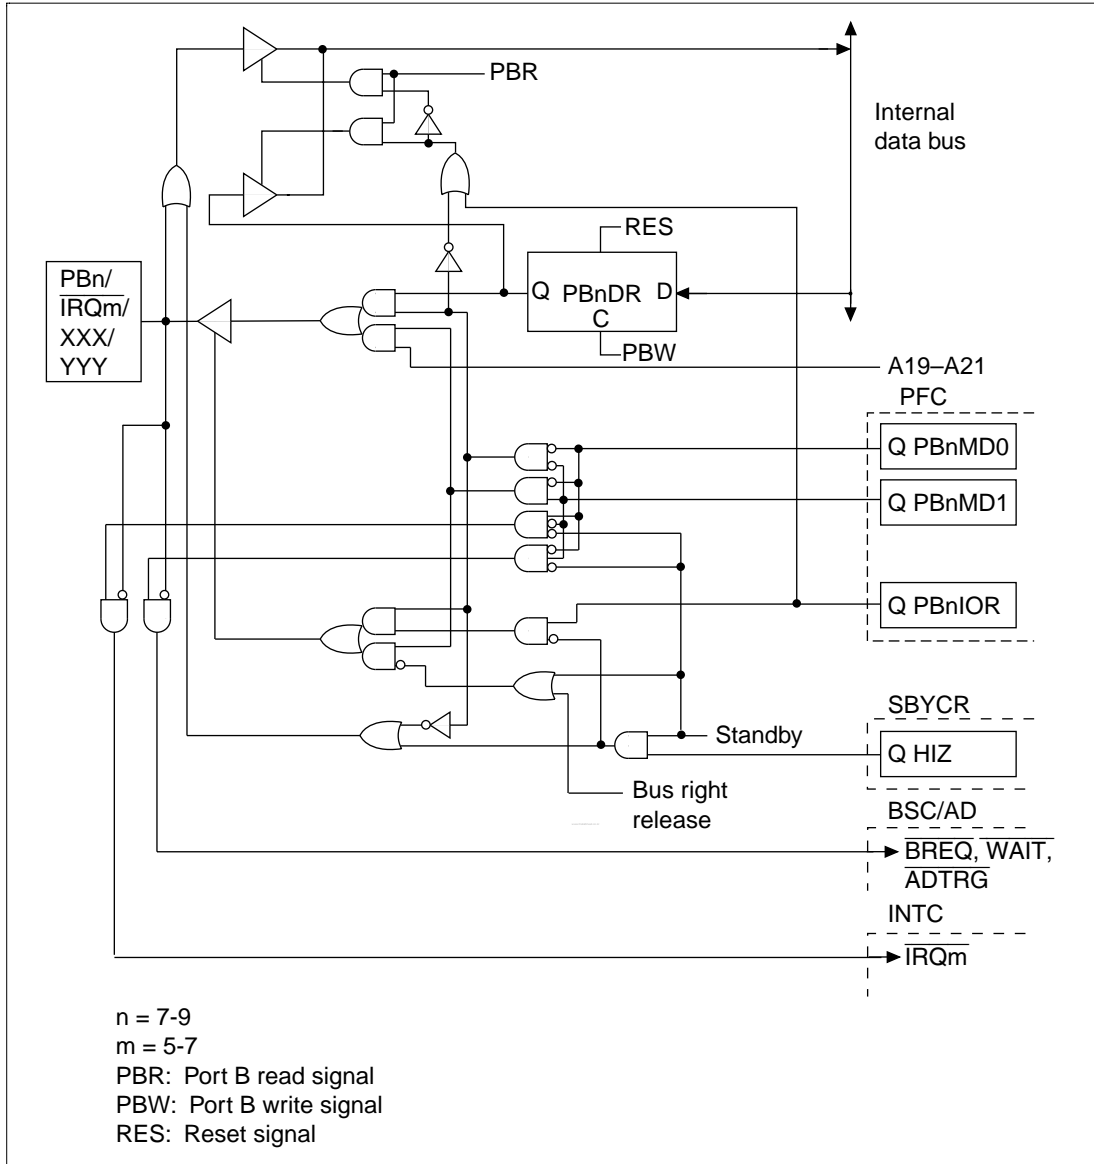 PBR
Internal
data bus
RES
PBn/
IRQm/
XXX/
YYY
Q PBnDR D
C
PBW
A19–A21
PFC
Q PBnMD0
Q PBnMD1
Q PBnIOR
SBYCR
Standby
Q HIZ
Bus right
release
BSC/AD
BREQ, WAIT,
ADTRG
INTC
IRQm
n = 7-9
m = 5-7
PBR: Port B read signal
PBW: Port B write signal
RES: Reset signal